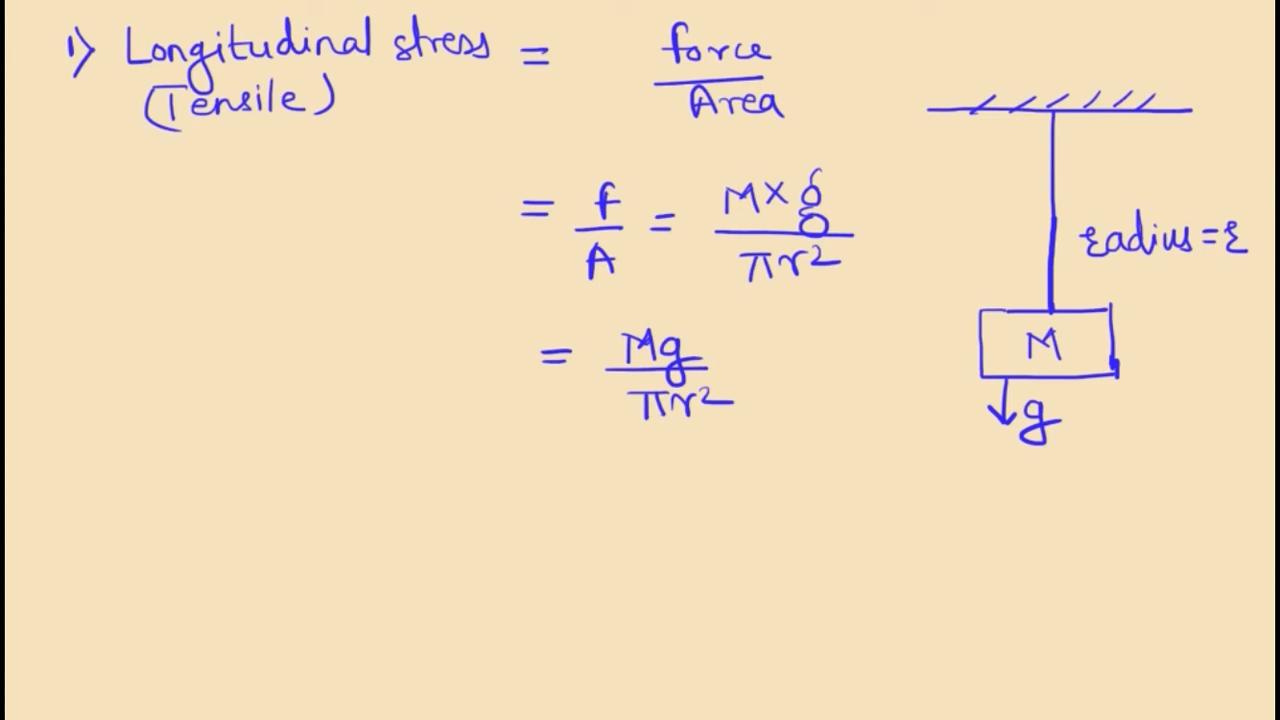 1) Longitudinal stress = force / Area
(Tensile)
= f / A = M × g / πr²
radius = r
= Mg / πr²
M
↓ g